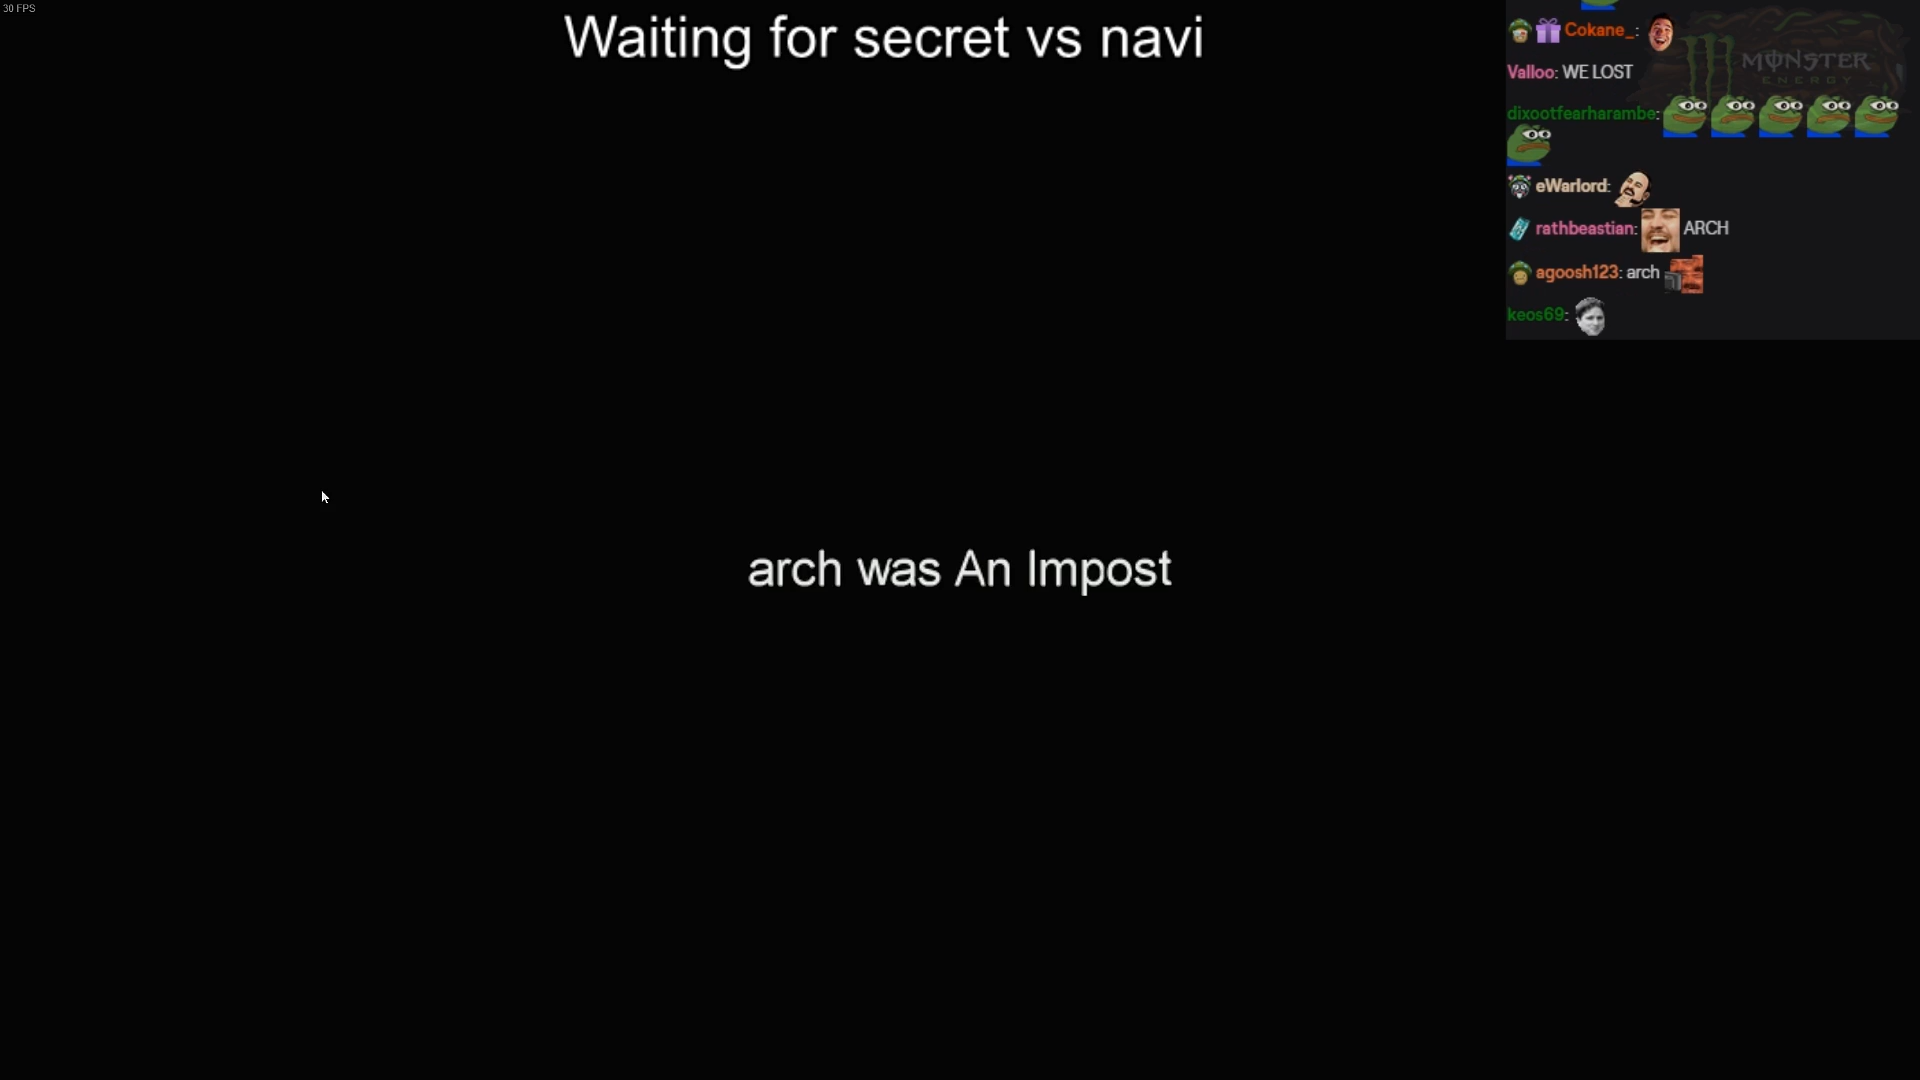 30 FPS
Waiting for secret vs navi
Cokane_:
MONSTER
ENERGY
Valloo: WE LOST
dixootfearharambe:
eWarlord:
rathbeastian: ARCH
agoosh123: arch
keos69:
arch was An Impost